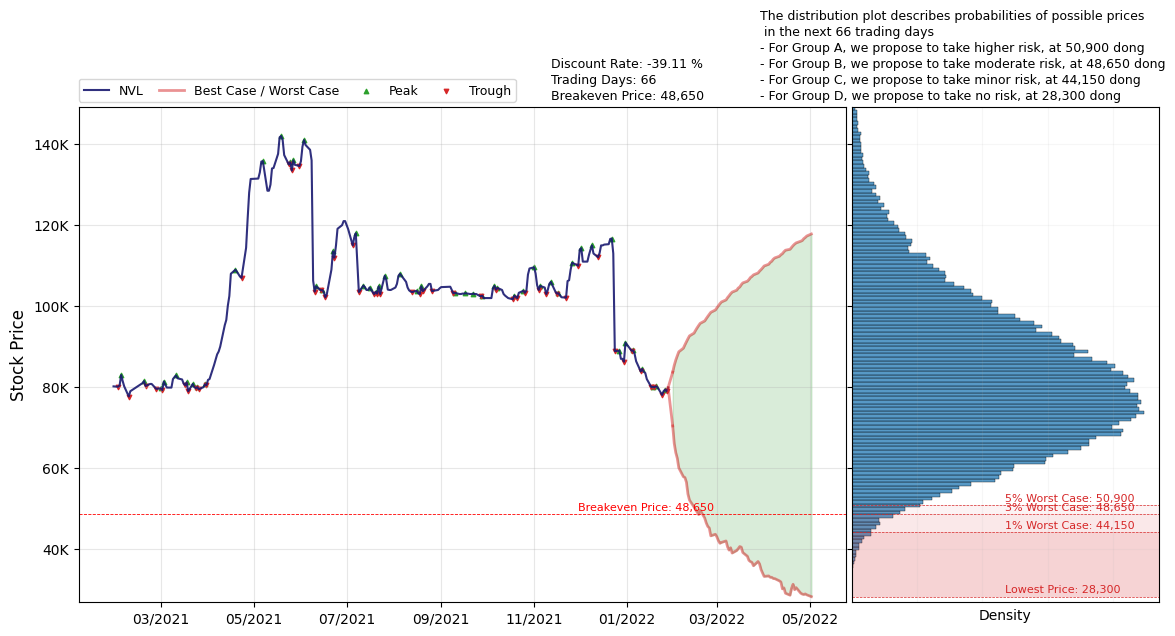 The distribution plot describes probabilities of possible prices
in the next 66 trading days
- For Group A, we propose to take higher risk, at 50,900 dong
- For Group B, we propose to take moderate risk, at 48,650 dong
- For Group C, we propose to take minor risk, at 44,150 dong
- For Group D, we propose to take no risk, at 28,300 dong
Discount Rate: -39.11 %
Trading Days: 66
Breakeven Price: 48,650
NVL
Best Case / Worst Case
Peak
Trough
Stock Price
140K
120K
100K
80K
60K
40K
Breakeven Price: 48,650
03/2021
05/2021
07/2021
09/2021
11/2021
01/2022
03/2022
05/2022
5% Worst Case: 50,900
3% Worst Case: 48,650
1% Worst Case: 44,150
Lowest Price: 28,300
Density